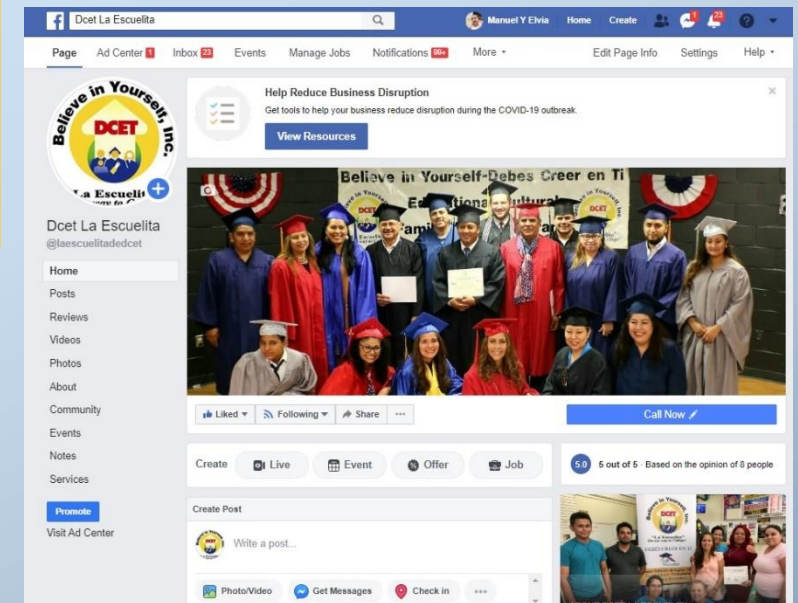 Dcet La Escuelita
Manuel Y Elvia
Home
Create
1
23
Page
Ad Center 1
Inbox 23
Events
Manage Jobs
Notifications 99+
More
Edit Page Info
Settings
Help
Help Reduce Business Disruption
Get tools to help your business reduce disruption during the COVID-19 outbreak.
View Resources
Believe in Yourself, Inc.
DCET
La Escuelit
Believe in Yourself-Debes Creer en Ti
DCET
DCET
Dcet La Escuelita
@laescuelitadedcet
Home
Posts
Reviews
Videos
Photos
About
Community
Events
Notes
Services
Promote
Visit Ad Center
Liked
Following
Share
Call Now
Create
Live
Event
Offer
Job
5.0
5 out of 5 · Based on the opinion of 8 people
Create Post
Write a post...
Photo/Video
Get Messages
Check in
DCET